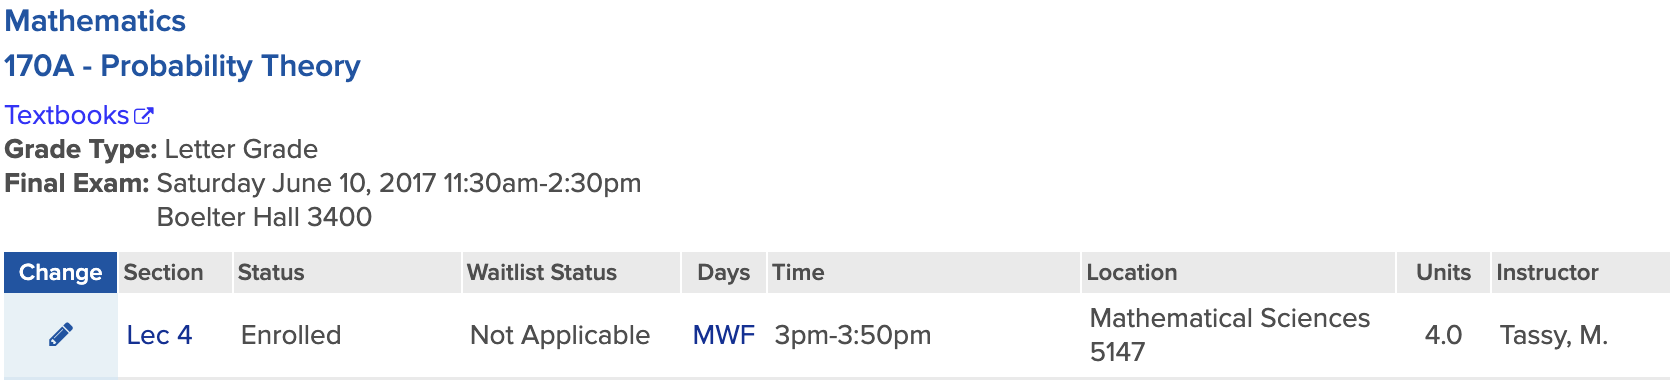 Mathematics
170A - Probability Theory
Textbooks
Grade Type: Letter Grade
Final Exam: Saturday June 10, 2017 11:30am-2:30pm
Boelter Hall 3400
Change Section Status Waitlist Status Days Time Location Units Instructor
Lec 4 Enrolled Not Applicable MWF 3pm-3:50pm Mathematical Sciences 5147 4.0 Tassy, M.